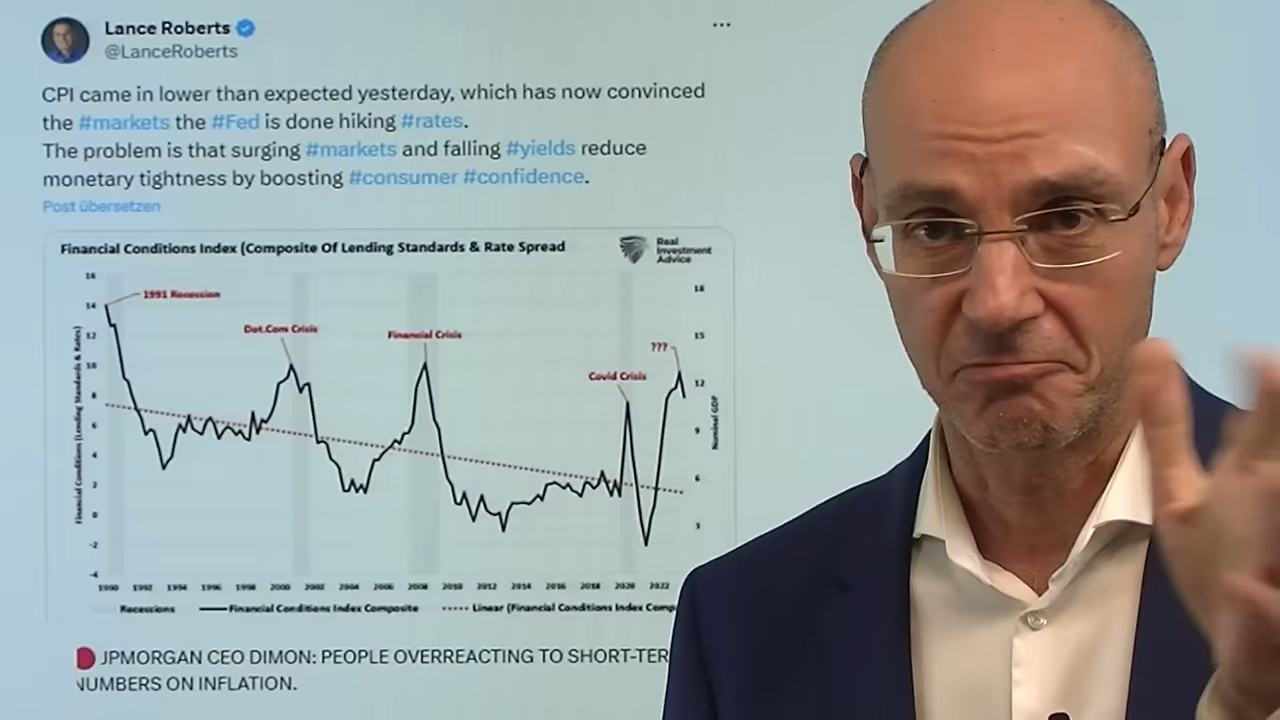 Lance Roberts
@LanceRoberts
CPI came in lower than expected yesterday, which has now convinced
the #markets the #Fed is done hiking #rates.
The problem is that surging #markets and falling #yields reduce
monetary tightness by boosting #consumer #confidence.
Post übersetzen
Financial Conditions Index (Composite Of Lending Standards & Rate Spread
Real
Investment
Advice
16
14
12
10
8
6
4
2
0
-2
-4
Financial Conditions (Lending Standards & Rates)
1991 Recession
Dot.Com Crisis
Financial Crisis
Covid Crisis
???
18
15
12
9
6
3
Nominal GDP
1990 1992 1994 1996 1998 2000 2002 2004 2006 2008 2010 2012 2014 2016 2018 2020 2022
Recessions Financial Conditions Index Composite Linear (Financial Conditions Index Comp
JPMORGAN CEO DIMON: PEOPLE OVERREACTING TO SHORT-TER
NUMBERS ON INFLATION.